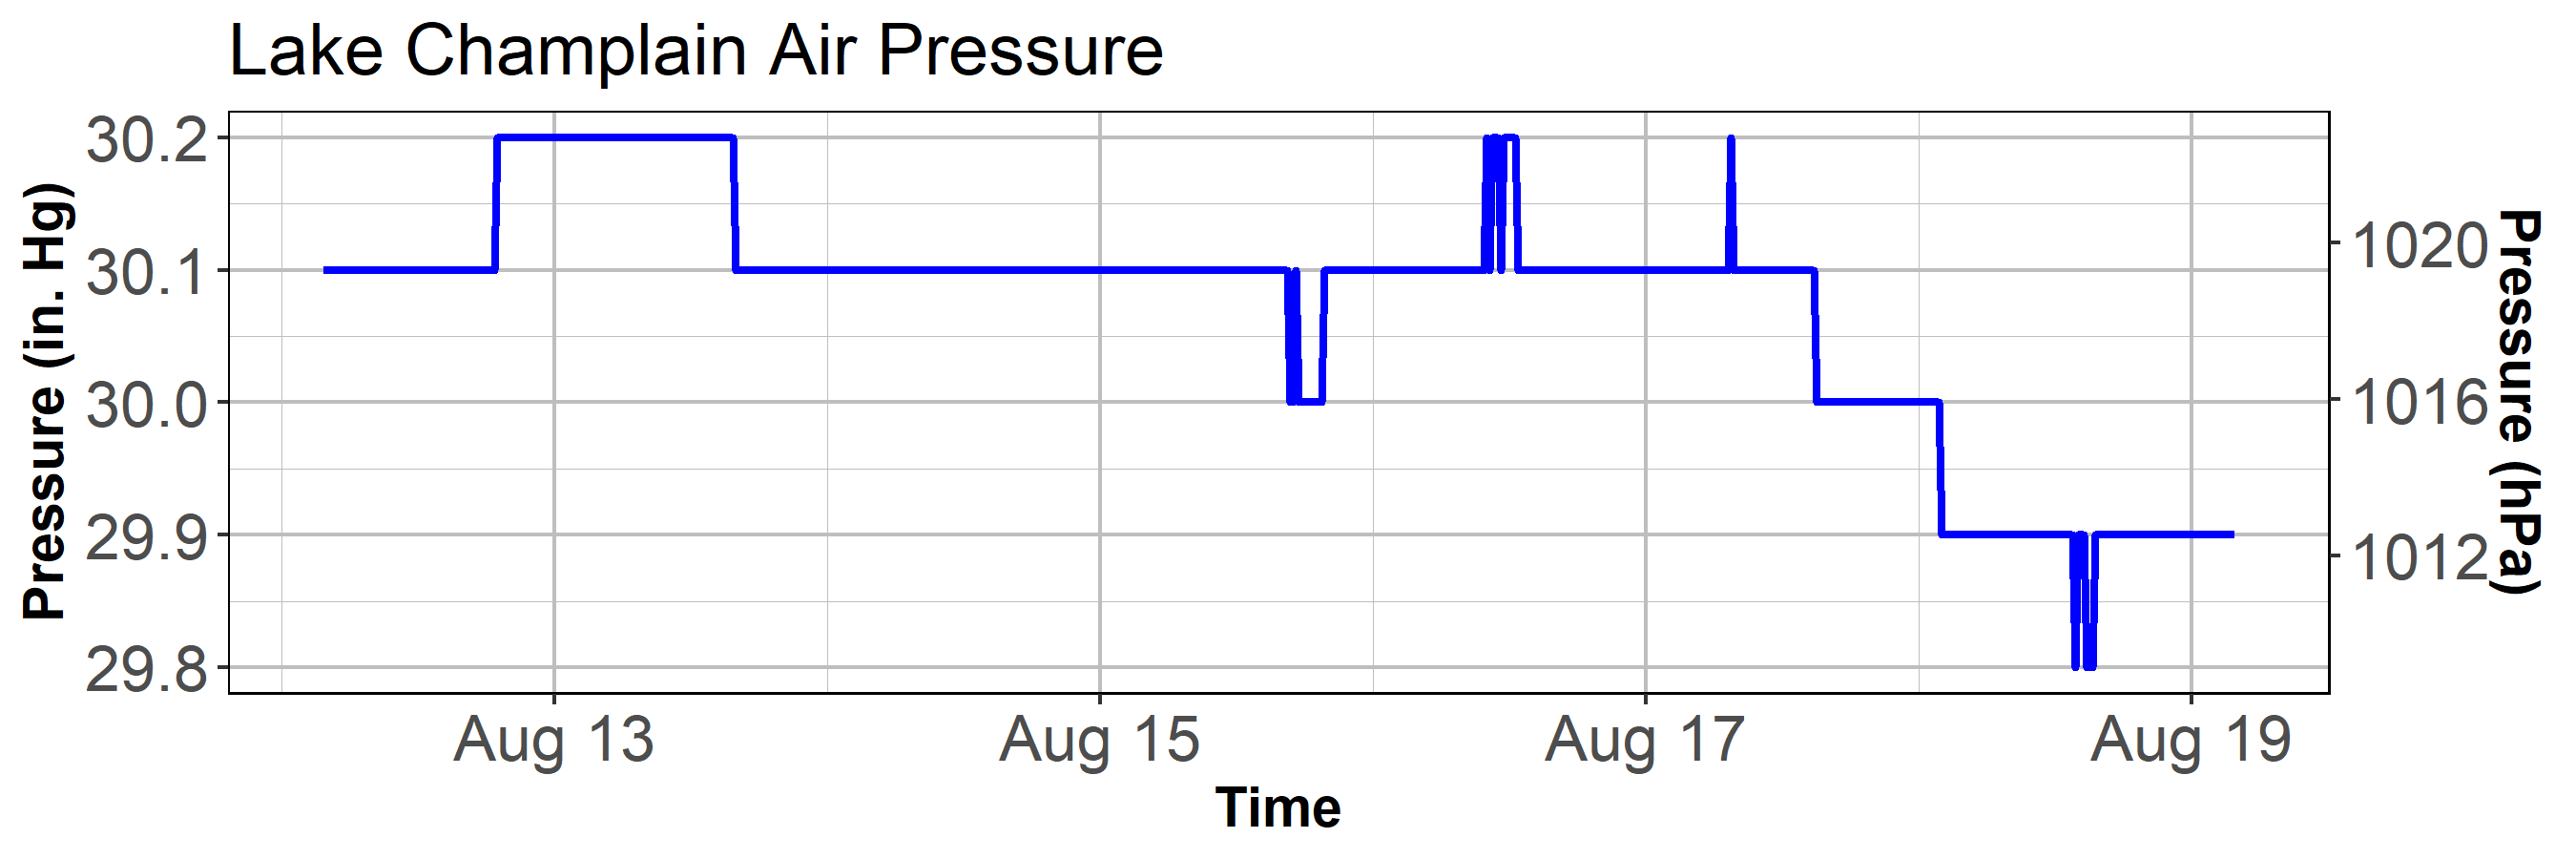 Lake Champlain Air Pressure
Pressure (in. Hg)
30.2
30.1
30.0
29.9
29.8
1020
1016
1012
Pressure (hPa)
Aug 13
Aug 15
Aug 17
Aug 19
Time